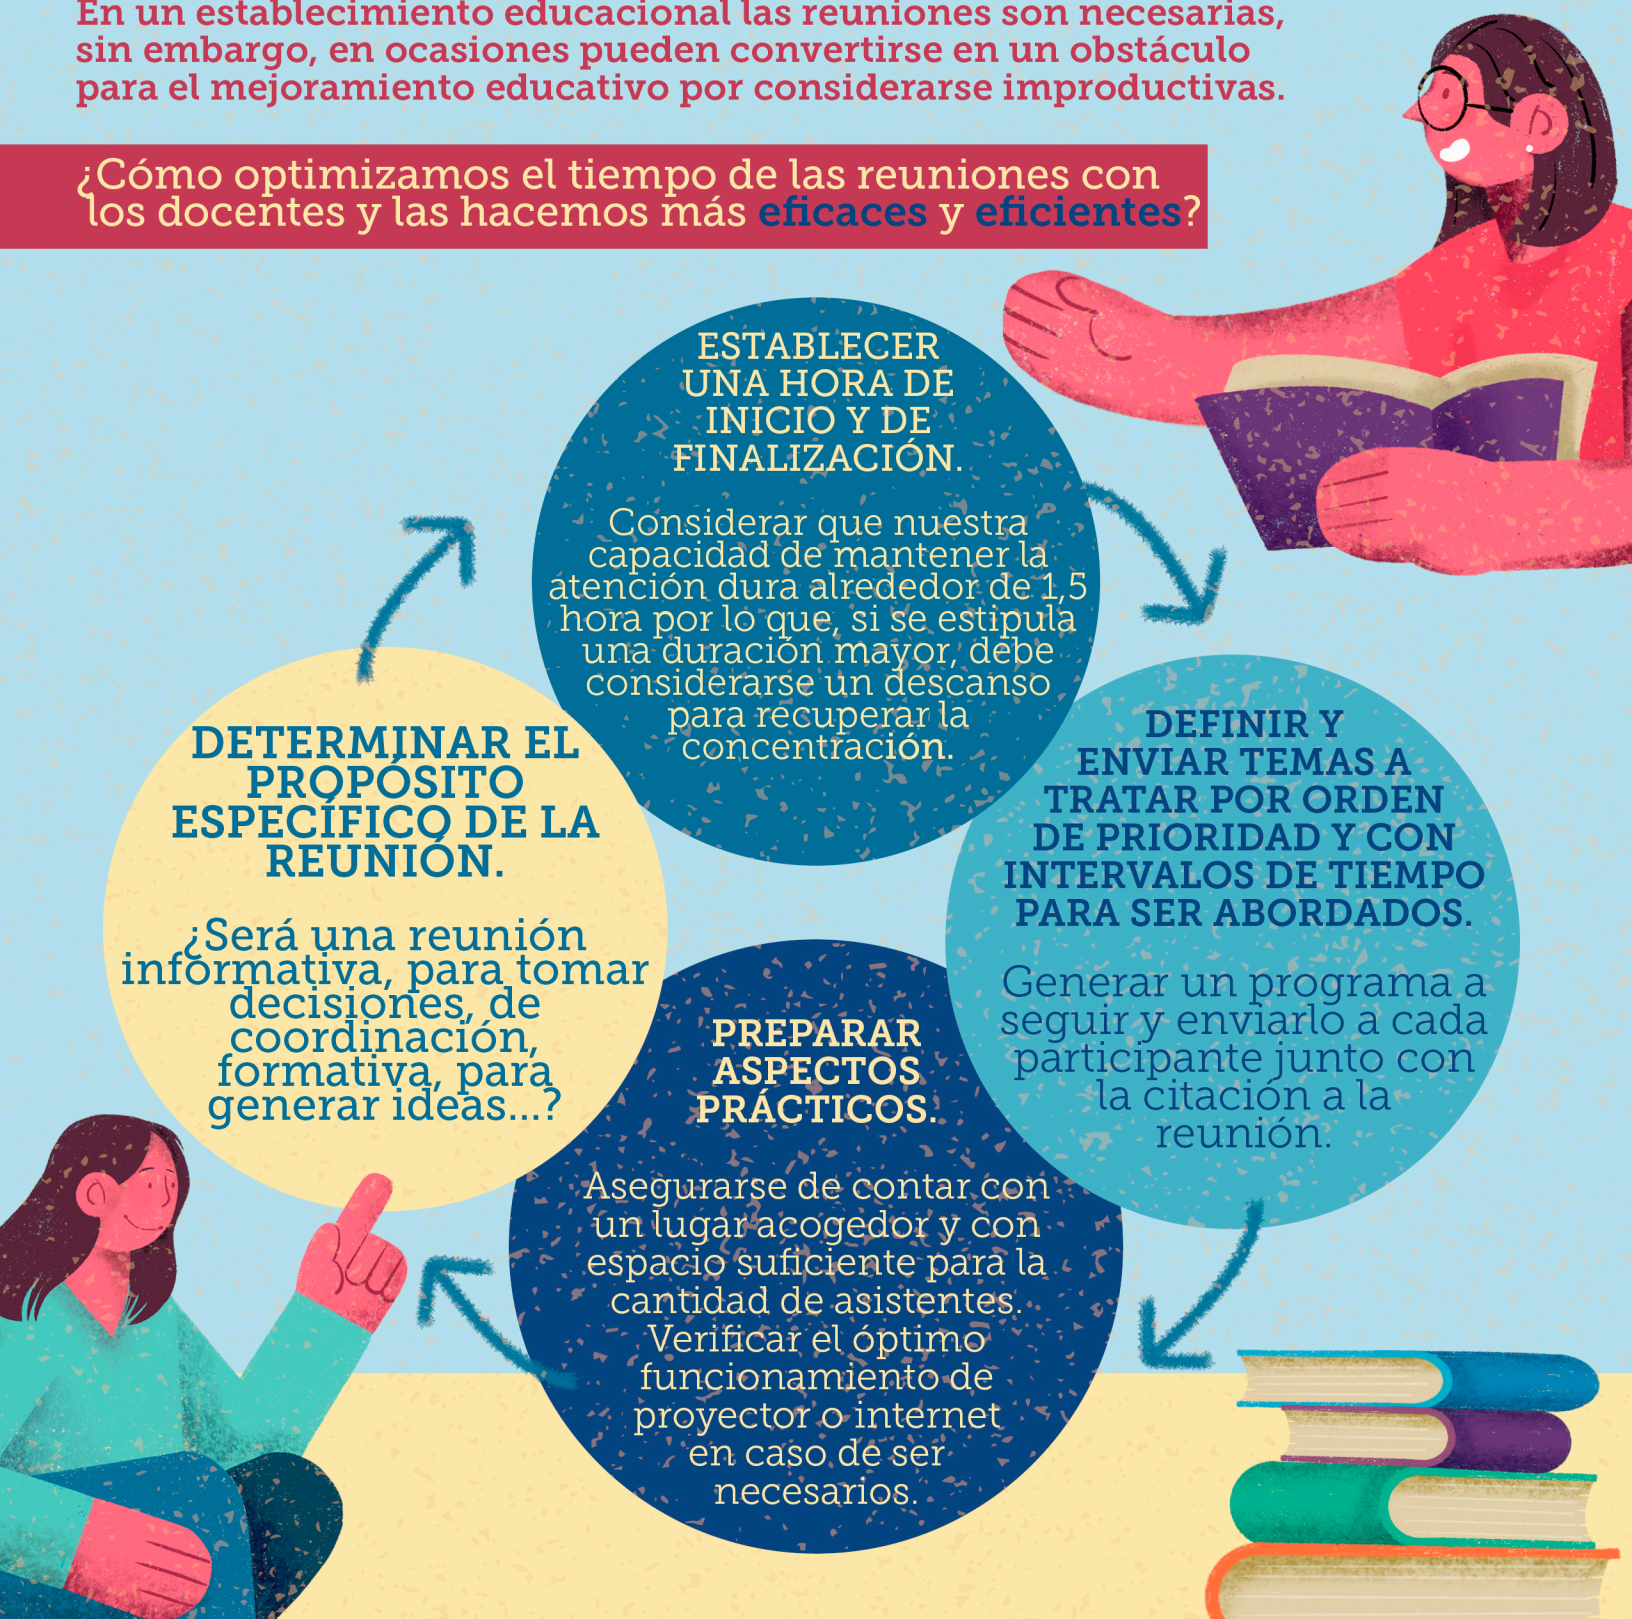 En un establecimiento educacional las reuniones son necesarias,
sin embargo, en ocasiones pueden convertirse en un obstáculo
para el mejoramiento educativo por considerarse improductivas.
¿Cómo optimizamos el tiempo de las reuniones con
los docentes y las hacemos más eficaces y eficientes?
ESTABLECER
UNA HORA DE
INICIO Y DE
FINALIZACIÓN.
Considerar que nuestra
capacidad de mantener la
atención dura alrededor de 1,5
hora por lo que, si se estipula
una duración mayor, debe
considerarse un descanso
para recuperar la
concentración.
DETERMINAR EL
PROPÓSITO
ESPECÍFICO DE LA
REUNIÓN.
¿Será una reunión
informativa, para tomar
decisiones, de
coordinación,
formativa, para
generar ideas...?
DEFINIR Y
ENVIAR TEMAS A
TRATAR POR ORDEN
DE PRIORIDAD Y CON
INTERVALOS DE TIEMPO
PARA SER ABORDADOS.
Generar un programa a
seguir y enviarlo a cada
participante junto con
la citación a la
reunión.
PREPARAR
ASPECTOS
PRÁCTICOS.
Asegurarse de contar con
un lugar acogedor y con
espacio suficiente para la
cantidad de asistentes.
Verificar el óptimo
funcionamiento de
proyector o internet
en caso de ser
necesarios.